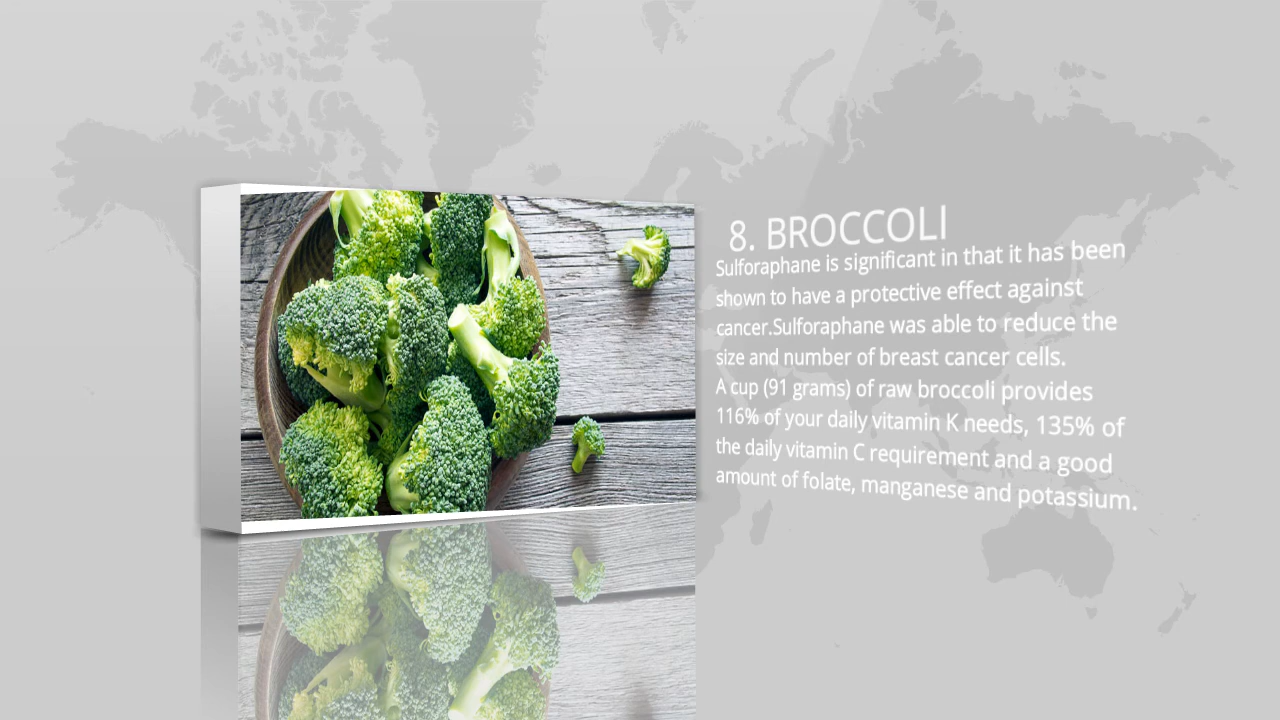 8. BROCCOLI
Sulforaphane is significant in that it has been
shown to have a protective effect against
cancer.Sulforaphane was able to reduce the
size and number of breast cancer cells.
A cup (91 grams) of raw broccoli provides
116% of your daily vitamin K needs, 135% of
the daily vitamin C requirement and a good
amount of folate, manganese and potassium.